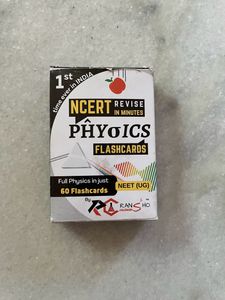 1st
time ever in INDIA
NCERT REVISE
IN MINUTES
PĤYσICS
FLASHCARDS
Full Physics in just
60 Flashcards
NEET (UG)
By